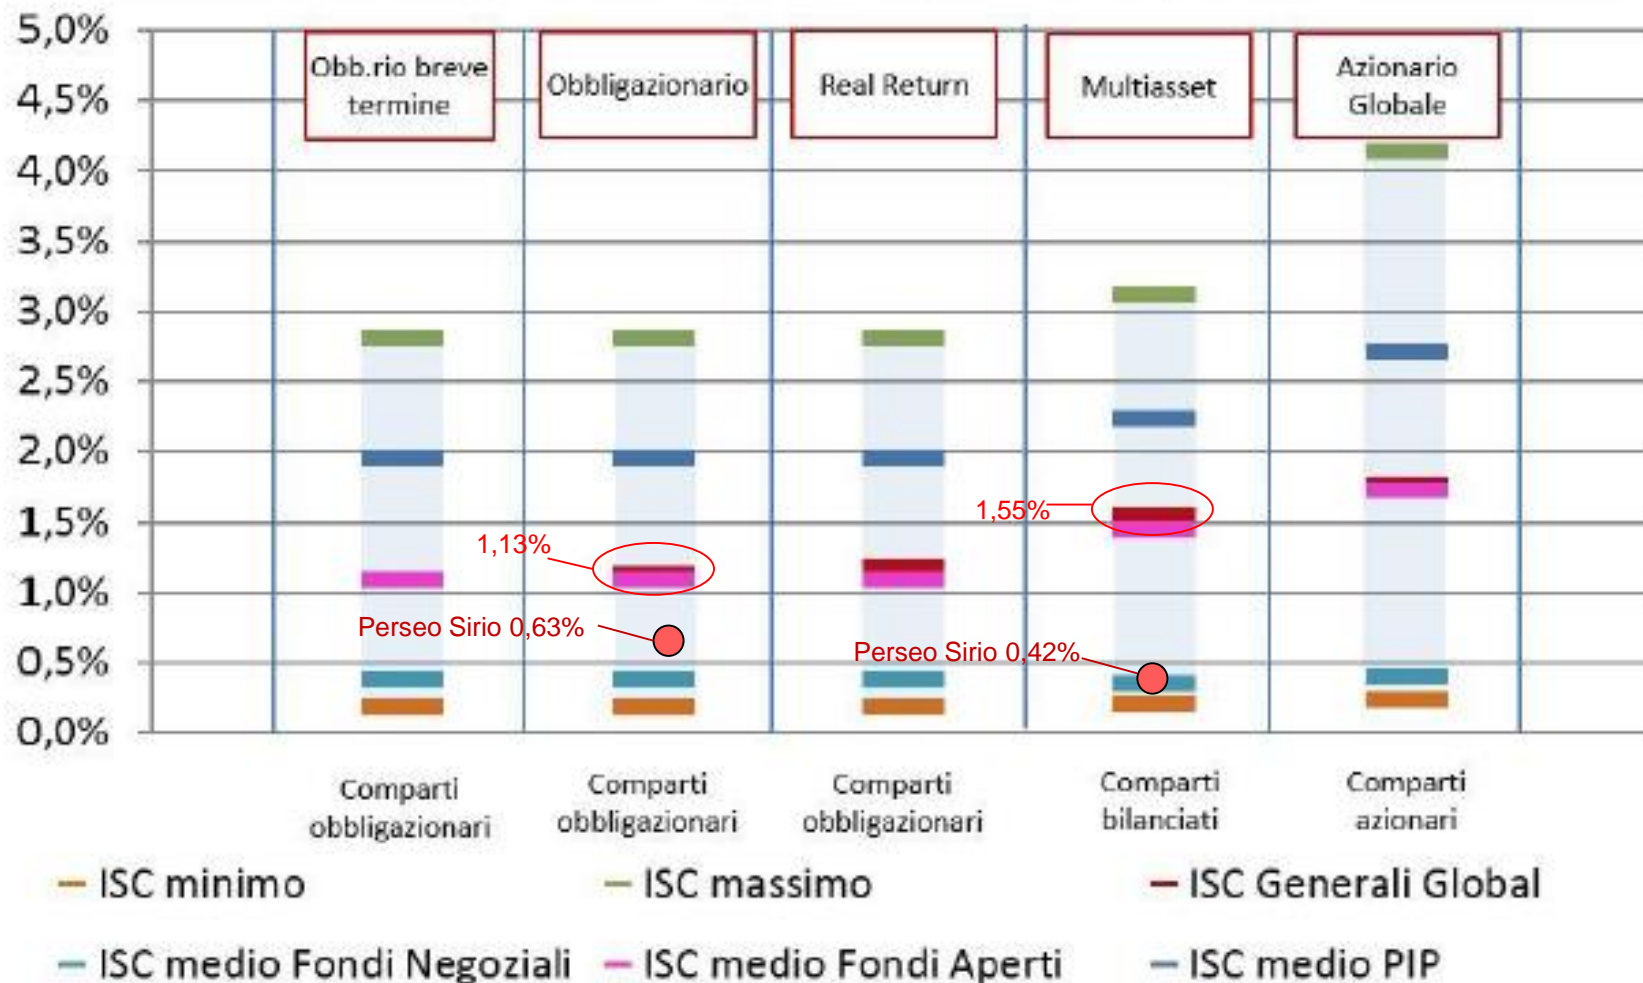 5,0%
4,5%
4,0%
3,5%
3,0%
2,5%
2,0%
1,5%
1,0%
0,5%
0,0%
Obb.rio breve
termine
Obbligazionario
Real Return
Multiasset
Azionario
Globale
1,13%
1,55%
Perseo Sirio 0,63%
Perseo Sirio 0,42%
Comparti
obbligazionari
Comparti
obbligazionari
Comparti
obbligazionari
Comparti
bilanciati
Comparti
azionari
ISC minimo
ISC massimo
ISC Generali Global
ISC medio Fondi Negoziali
ISC medio Fondi Aperti
ISC medio PIP